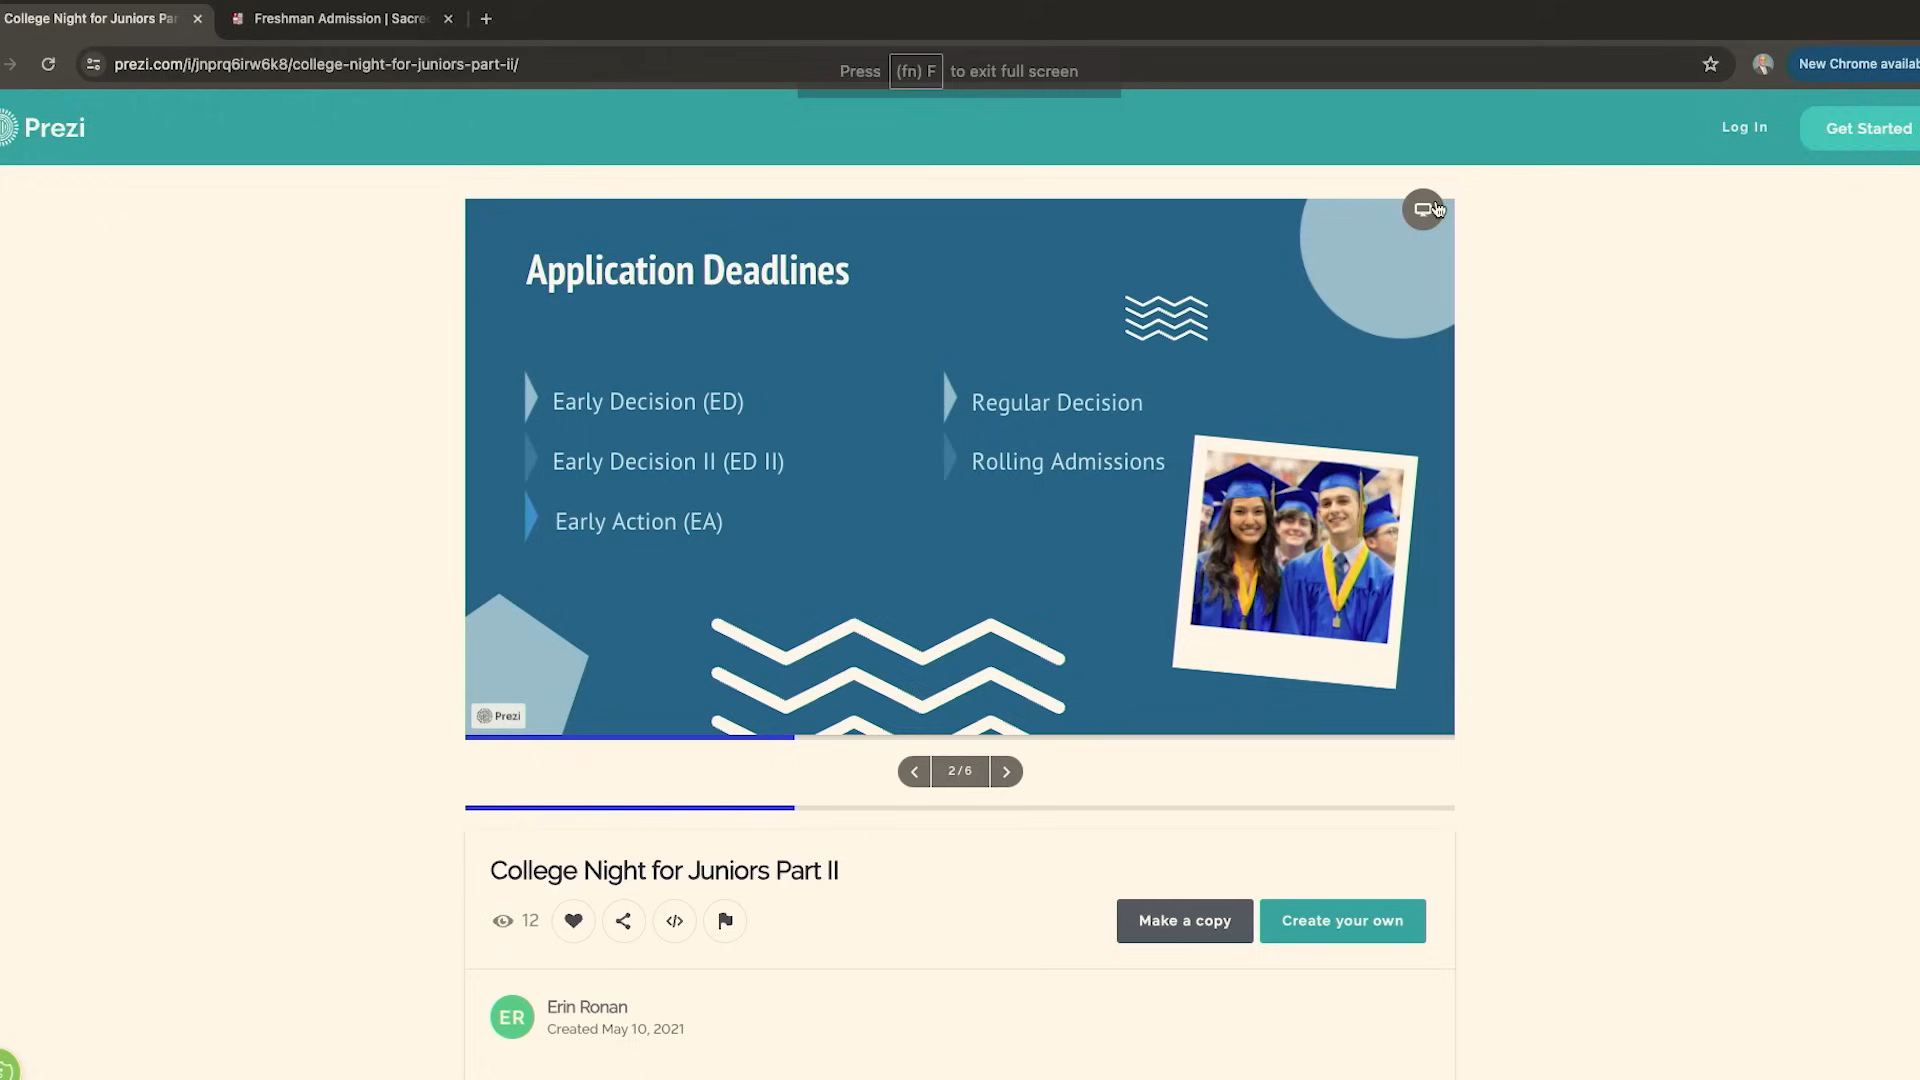 College Night for Juniors Par
Freshman Admission | Sacre
prezi.com/i/jnprq6irw6k8/college-night-for-juniors-part-ii/
Press (fn) F to exit full screen
New Chrome availab
Prezi
Log In
Get Started
Application Deadlines
Early Decision (ED)
Early Decision II (ED II)
Early Action (EA)
Regular Decision
Rolling Admissions
Prezi
2/6
College Night for Juniors Part II
12
Make a copy
Create your own
ER
Erin Ronan
Created May 10, 2021